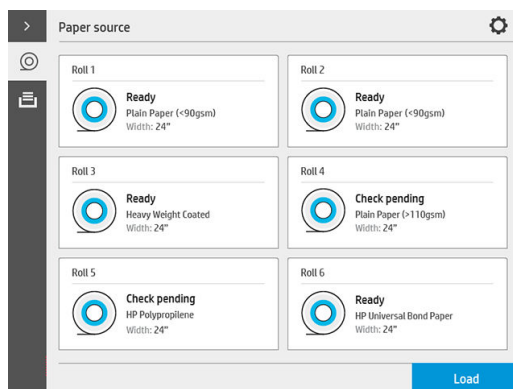 Paper source
Roll 1
Ready
Plain Paper (<90gsm)
Width: 24"
Roll 2
Ready
Plain Paper (<90gsm)
Width: 24"
Roll 3
Ready
Heavy Weight Coated
Width: 24"
Roll 4
Check pending
Plain Paper (>110gsm)
Width: 24"
Roll 5
Check pending
HP Polypropilene
Width: 24"
Roll 6
Ready
HP Universal Bond Paper
Width: 24"
Load